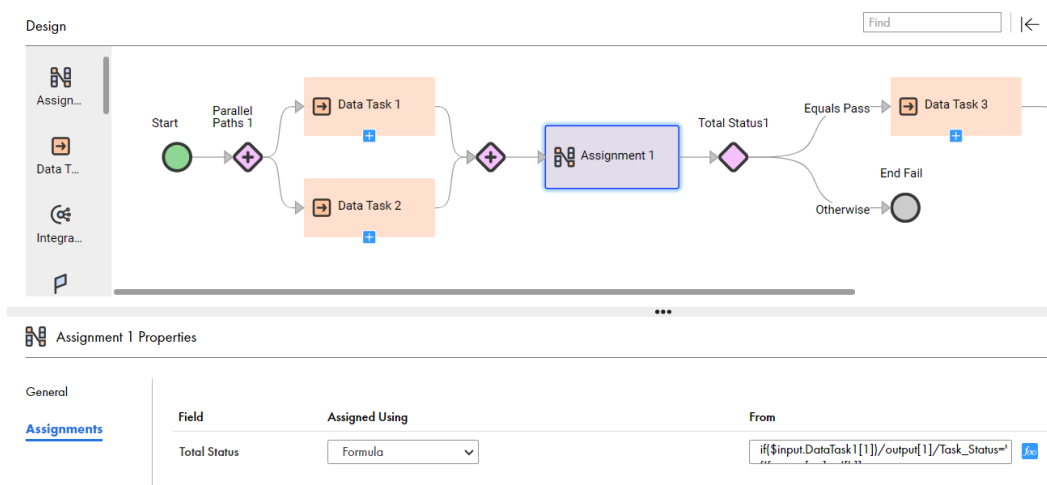 Design
Find
Assign...
Data T...
Integra...
Start
Parallel
Paths 1
Data Task 1
Data Task 2
Assignment 1
Total Status1
Equals Pass
Data Task 3
End Fail
Otherwise
Assignment 1 Properties
General
Assignments
Field
Assigned Using
From
Total Status
Formula
if($input.DataTask1[1])/output[1]/Task_Status='
f(x)